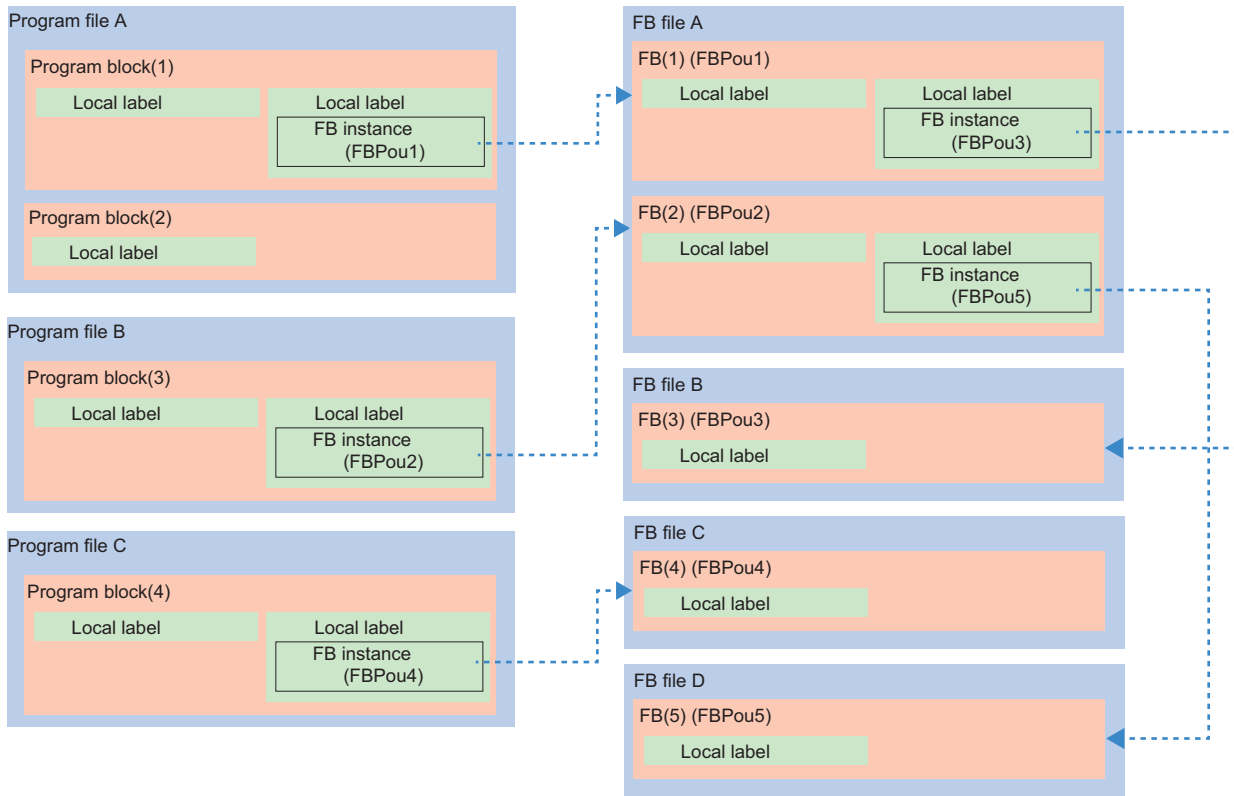 Program file A
Program block(1)
Local label
Local label
FB instance
(FBPou1)
Program block(2)
Local label
Program file B
Program block(3)
Local label
Local label
FB instance
(FBPou2)
Program file C
Program block(4)
Local label
Local label
FB instance
(FBPou4)
FB file A
FB(1) (FBPou1)
Local label
Local label
FB instance
(FBPou3)
FB(2) (FBPou2)
Local label
Local label
FB instance
(FBPou5)
FB file B
FB(3) (FBPou3)
Local label
FB file C
FB(4) (FBPou4)
Local label
FB file D
FB(5) (FBPou5)
Local label